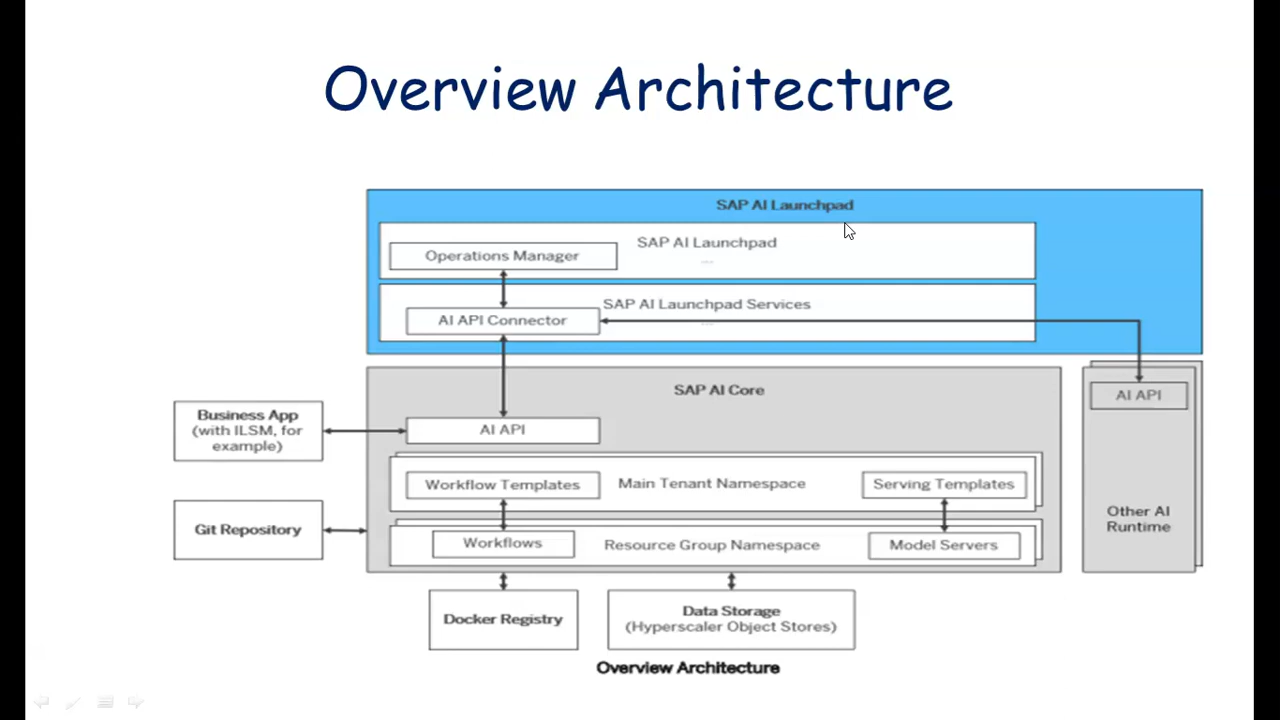 Overview Architecture
SAP AI Launchpad
SAP AI Launchpad
...
Operations Manager
SAP AI Launchpad Services
...
AI API Connector
SAP AI Core
AI API
Business App
(with ILSM, for
example)
AI API
Workflow Templates
Main Tenant Namespace
Serving Templates
Git Repository
Other AI
Runtime
Workflows
Resource Group Namespace
Model Servers
Docker Registry
Data Storage
(Hyperscaler Object Stores)
Overview Architecture